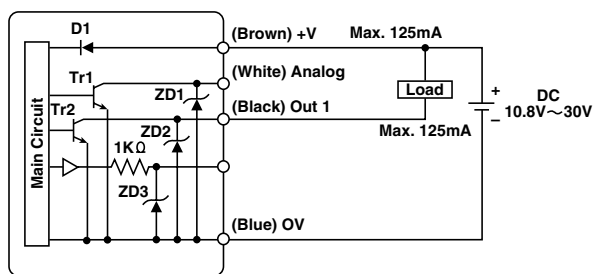 D1
(Brown) +V
Max. 125mA
(White) Analog
Tr1
ZD1
Load
+
DC
Tr2
(Black) Out 1
10.8V～30V
−
ZD2
Max. 125mA
Main Circuit
1KΩ
ZD3
(Blue) OV